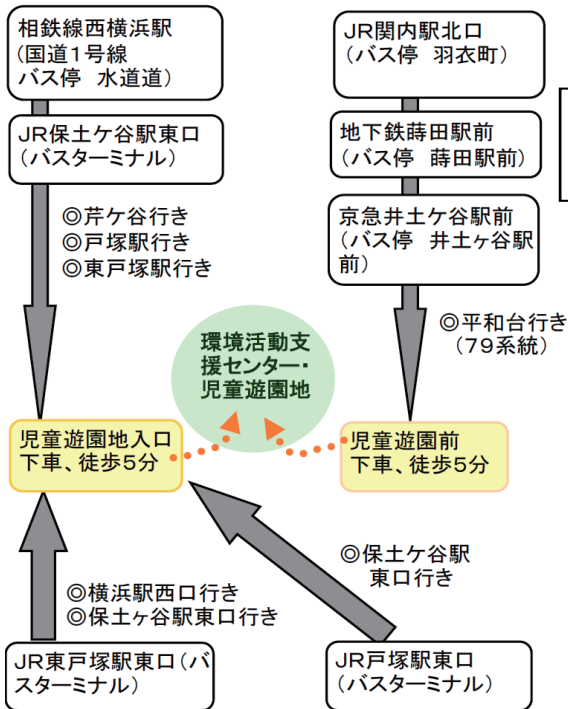 相鉄線西横浜駅
(国道1号線
バス停 水道道)
JR保土ケ谷駅東口
(バスターミナル)
◎芹ケ谷行き
◎戸塚駅行き
◎東戸塚駅行き
JR関内駅北口
(バス停 羽衣町)
地下鉄蒔田駅前
(バス停 蒔田駅前)
京急井土ケ谷駅前
(バス停 井土ヶ谷駅
前)
◎平和台行き
(79系統)
環境活動支
援センター・
児童遊園地
児童遊園地入口
下車、徒歩5分
児童遊園前
下車、徒歩5分
◎横浜駅西口行き
◎保土ヶ谷駅東口行き
◎保土ケ谷駅
東口行き
JR東戸塚駅東口(バ
スターミナル)
JR戸塚駅東口
(バスターミナル)